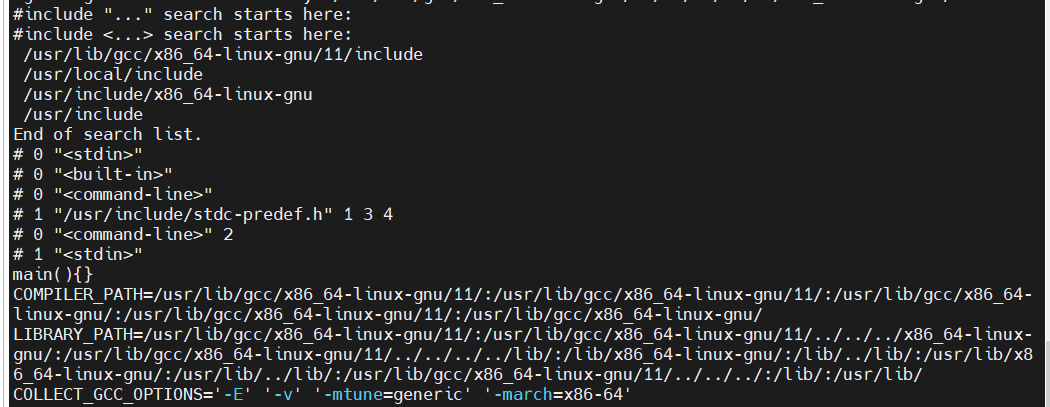 #include "..." search starts here:
#include <...> search starts here:
 /usr/lib/gcc/x86_64-linux-gnu/11/include
 /usr/local/include
 /usr/include/x86_64-linux-gnu
 /usr/include
End of search list.
# 0 "<stdin>"
# 0 "<built-in>"
# 0 "<command-line>"
# 1 "/usr/include/stdc-predef.h" 1 3 4
# 0 "<command-line>" 2
# 1 "<stdin>"
main(){}
COMPILER_PATH=/usr/lib/gcc/x86_64-linux-gnu/11/:/usr/lib/gcc/x86_64-linux-gnu/11/:/usr/lib/gcc/x86_64-
linux-gnu/:/usr/lib/gcc/x86_64-linux-gnu/11/:/usr/lib/gcc/x86_64-linux-gnu/
LIBRARY_PATH=/usr/lib/gcc/x86_64-linux-gnu/11/:/usr/lib/gcc/x86_64-linux-gnu/11/../../../x86_64-linux-
gnu/:/usr/lib/gcc/x86_64-linux-gnu/11/../../../../lib/:/lib/x86_64-linux-gnu/:/lib/../lib/:/usr/lib/x8
6_64-linux-gnu/:/usr/lib/../lib/:/usr/lib/gcc/x86_64-linux-gnu/11/../../../:/lib/:/usr/lib/
COLLECT_GCC_OPTIONS='-E' '-v' '-mtune=generic' '-march=x86-64'